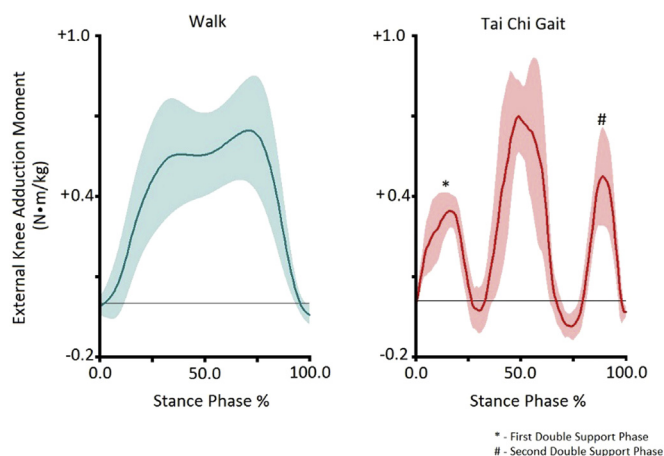 Walk
Tai Chi Gait
External Knee Adduction Moment
(N•m/kg)
+1.0
+0.4
-0.2
0.0 50.0 100.0
Stance Phase %
+1.0
+0.4
-0.2
*
#
0.0 50.0 100.0
Stance Phase %
* - First Double Support Phase
# - Second Double Support Phase